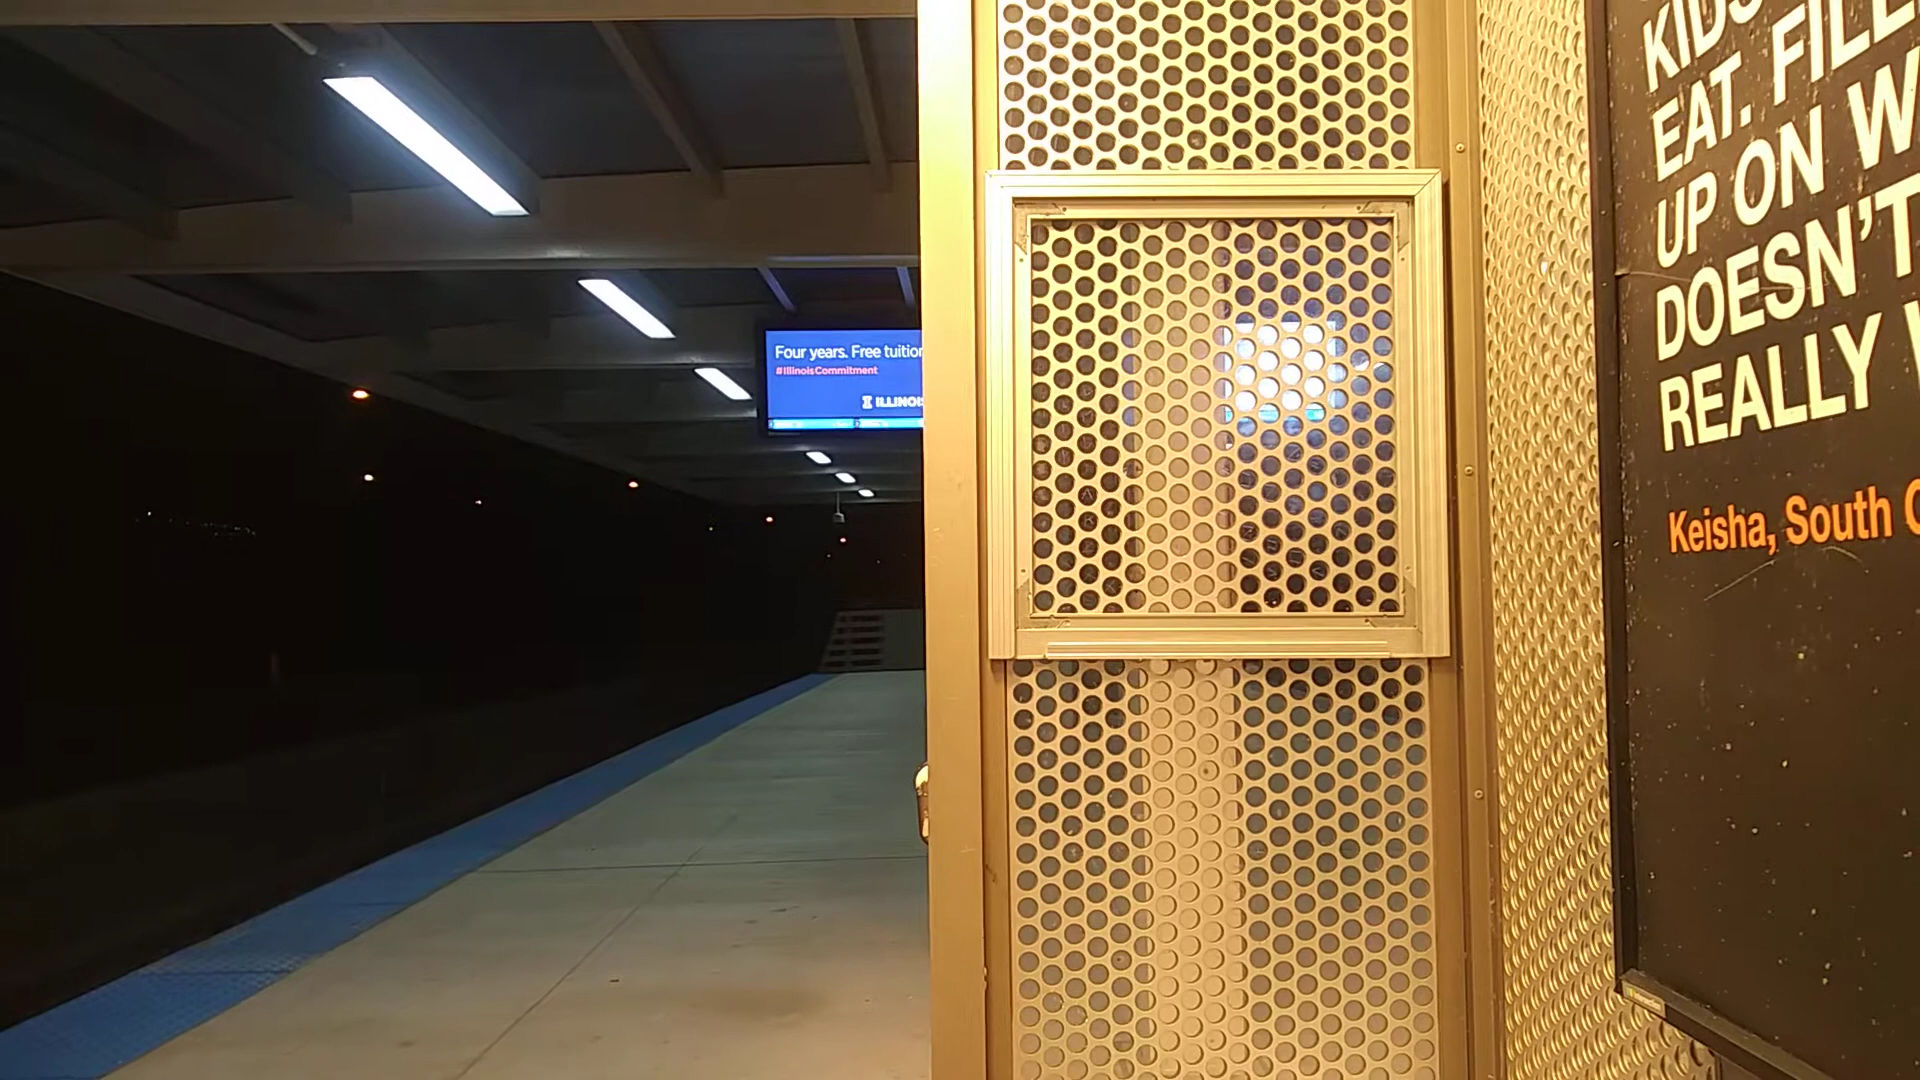 Four years. Free tuition
#IllinoisCommitment
ILLINOIS
KIDS
EAT. FILL
UP ON W
DOESN'T
REALLY
Keisha, South